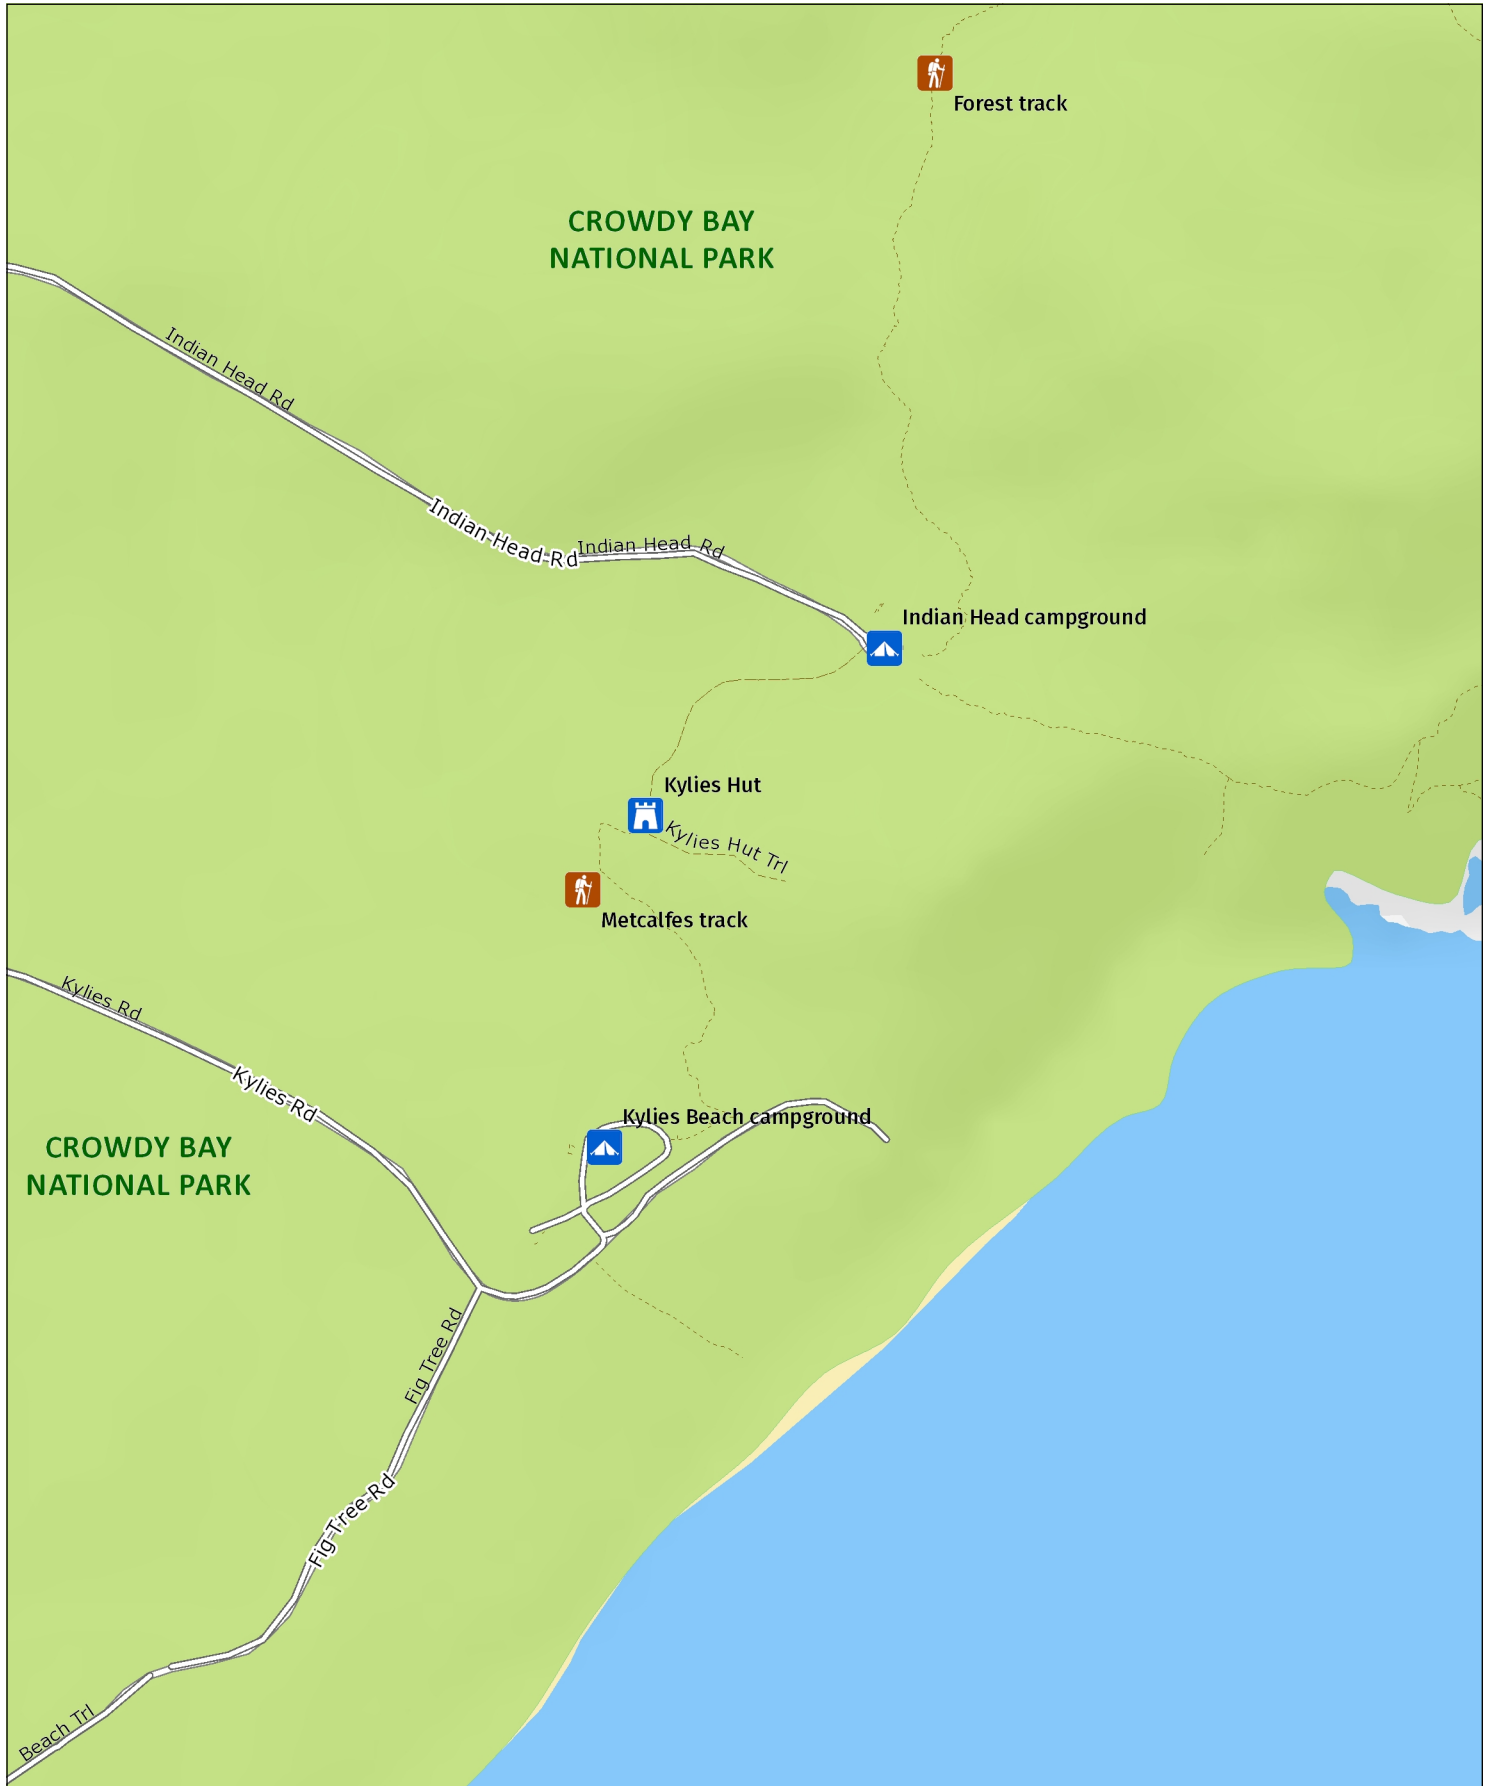 Forest track
CROWDY BAY
NATIONAL PARK
Indian Head Rd
Indian Head Rd
Indian Head Rd
Indian Head campground
Kylies Hut
Kylies Hut Trl
Metcalfes track
Kylies Rd
Kylies Rd
Kylies Beach campground
CROWDY BAY
NATIONAL PARK
Fig Tree Rd
Fig Tree Rd
Beach Trl